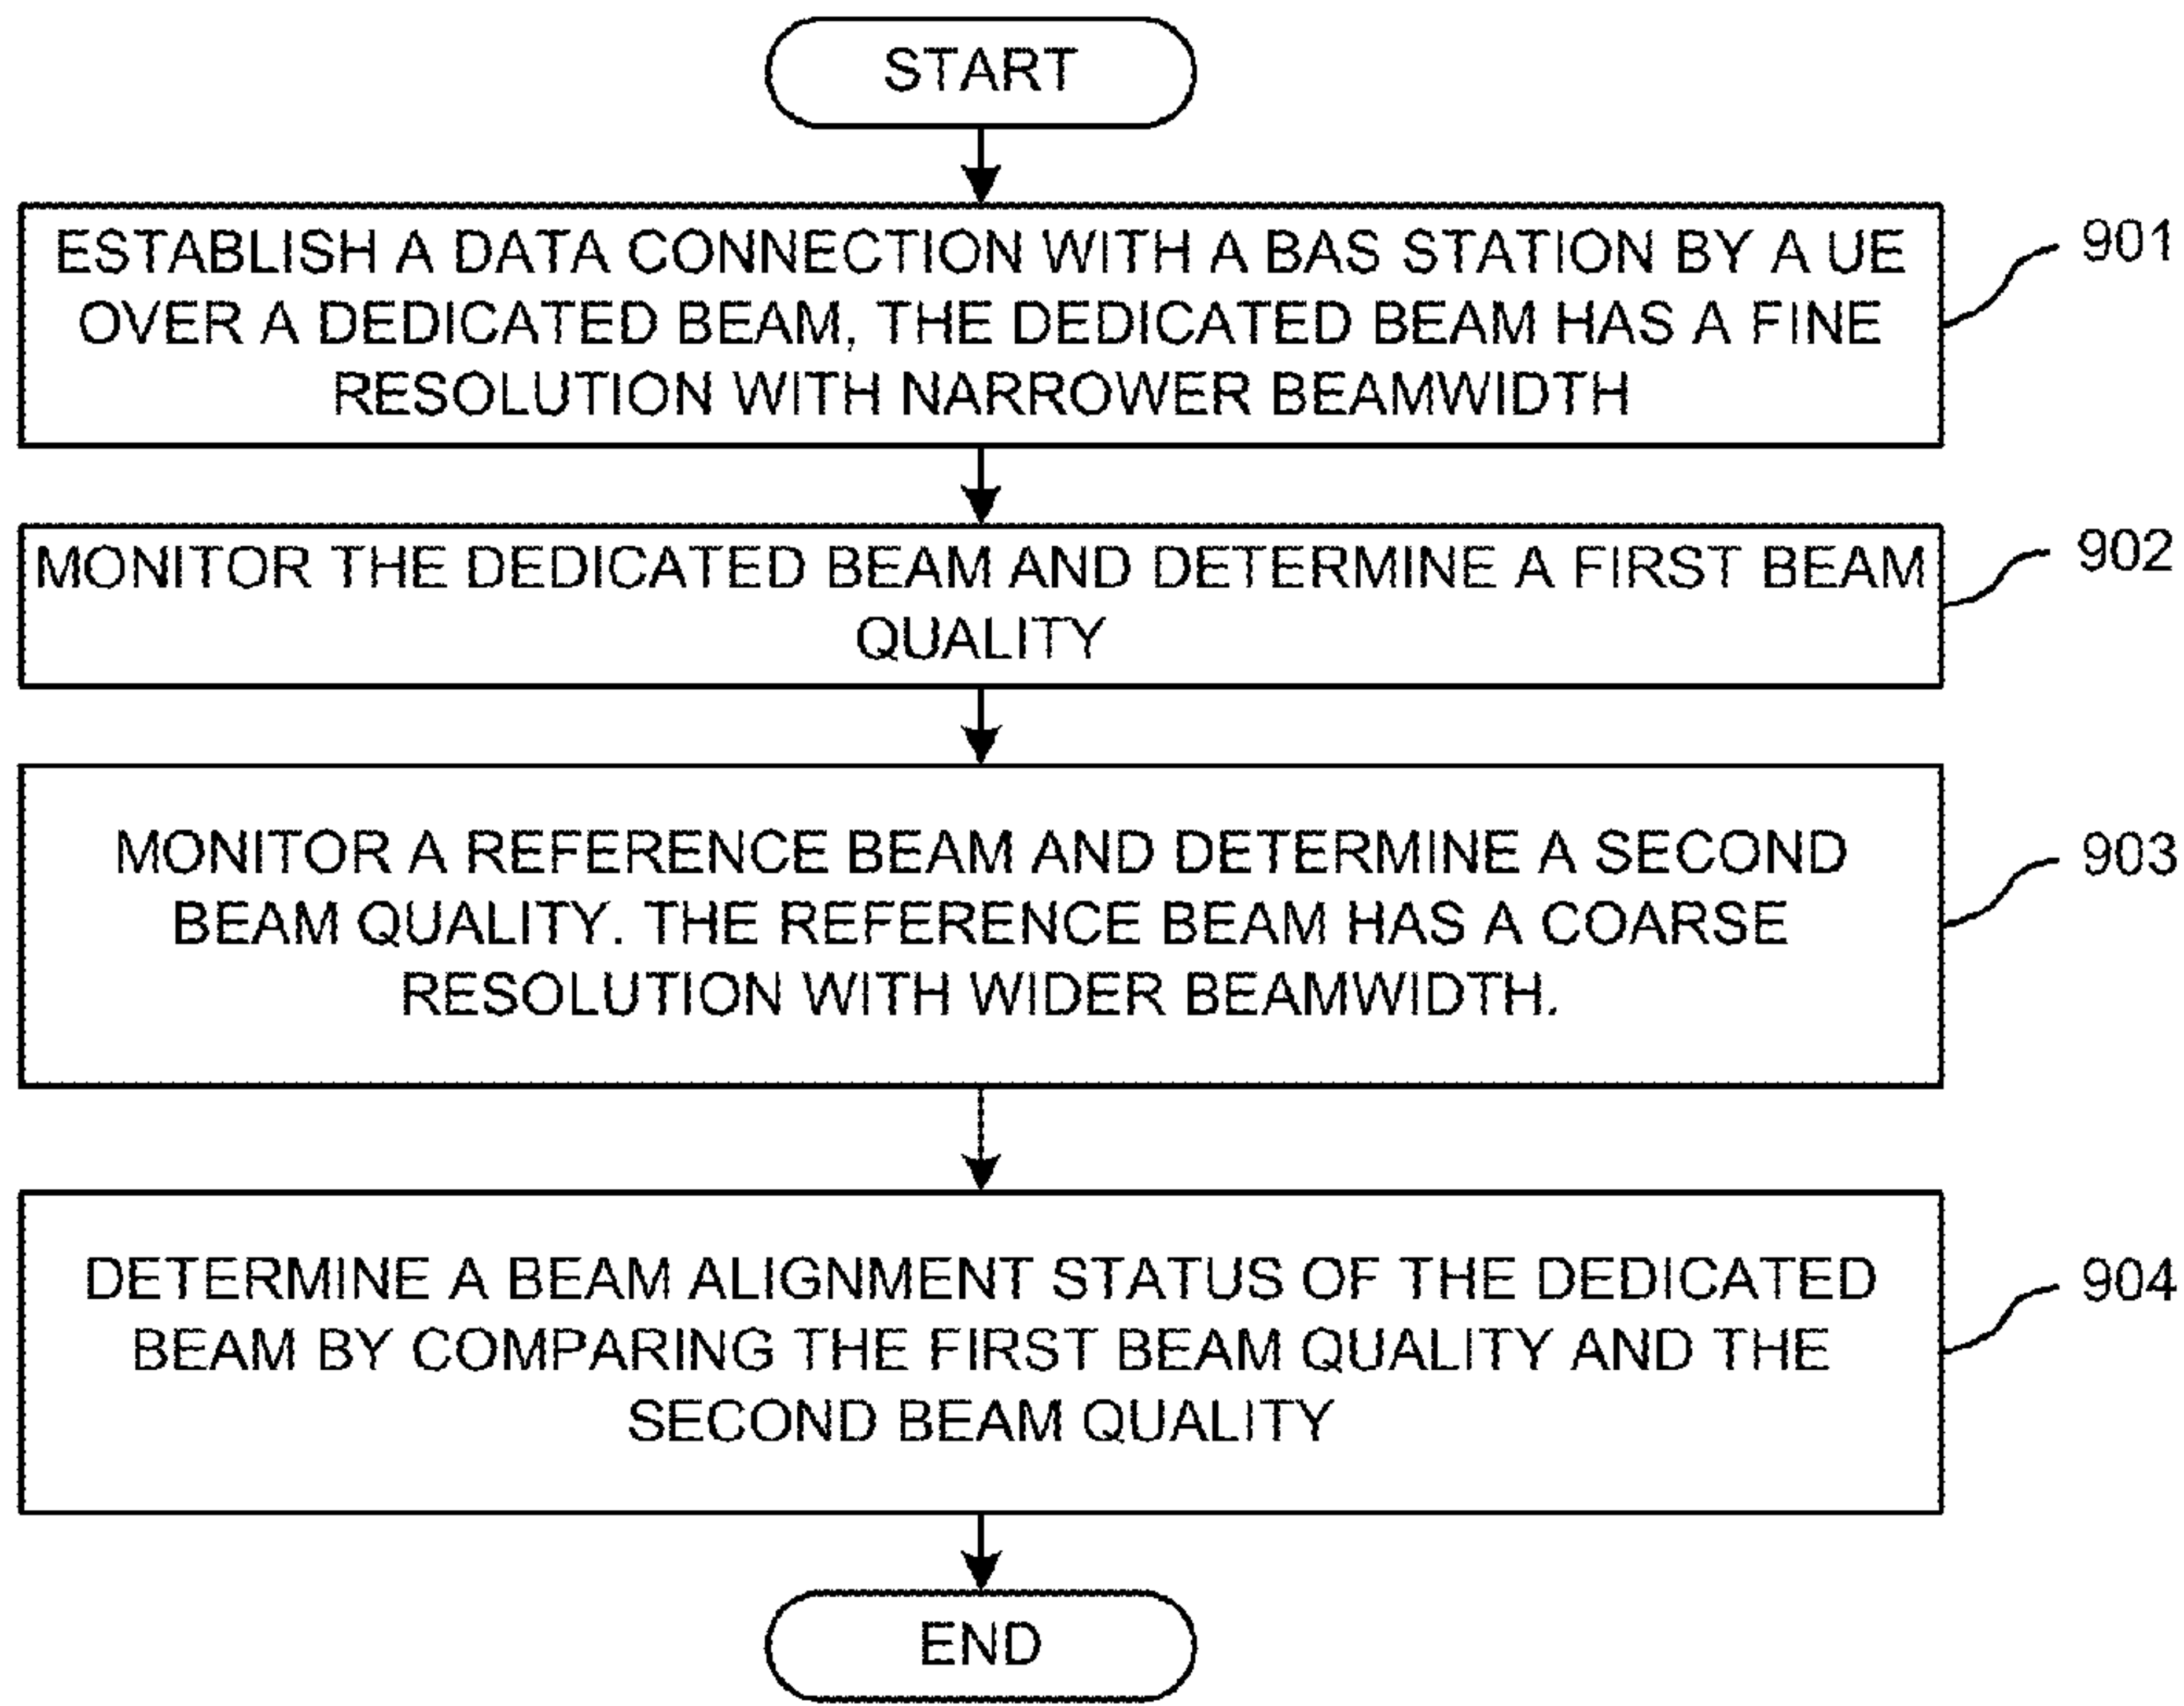 START
ESTABLISH A DATA CONNECTION WITH A BAS STATION BY A UE
OVER A DEDICATED BEAM, THE DEDICATED BEAM HAS A FINE
RESOLUTION WITH NARROWER BEAMWIDTH
901
MONITOR THE DEDICATED BEAM AND DETERMINE A FIRST BEAM
QUALITY
902
MONITOR A REFERENCE BEAM AND DETERMINE A SECOND
BEAM QUALITY. THE REFERENCE BEAM HAS A COARSE
RESOLUTION WITH WIDER BEAMWIDTH.
903
DETERMINE A BEAM ALIGNMENT STATUS OF THE DEDICATED
BEAM BY COMPARING THE FIRST BEAM QUALITY AND THE
SECOND BEAM QUALITY
904
END